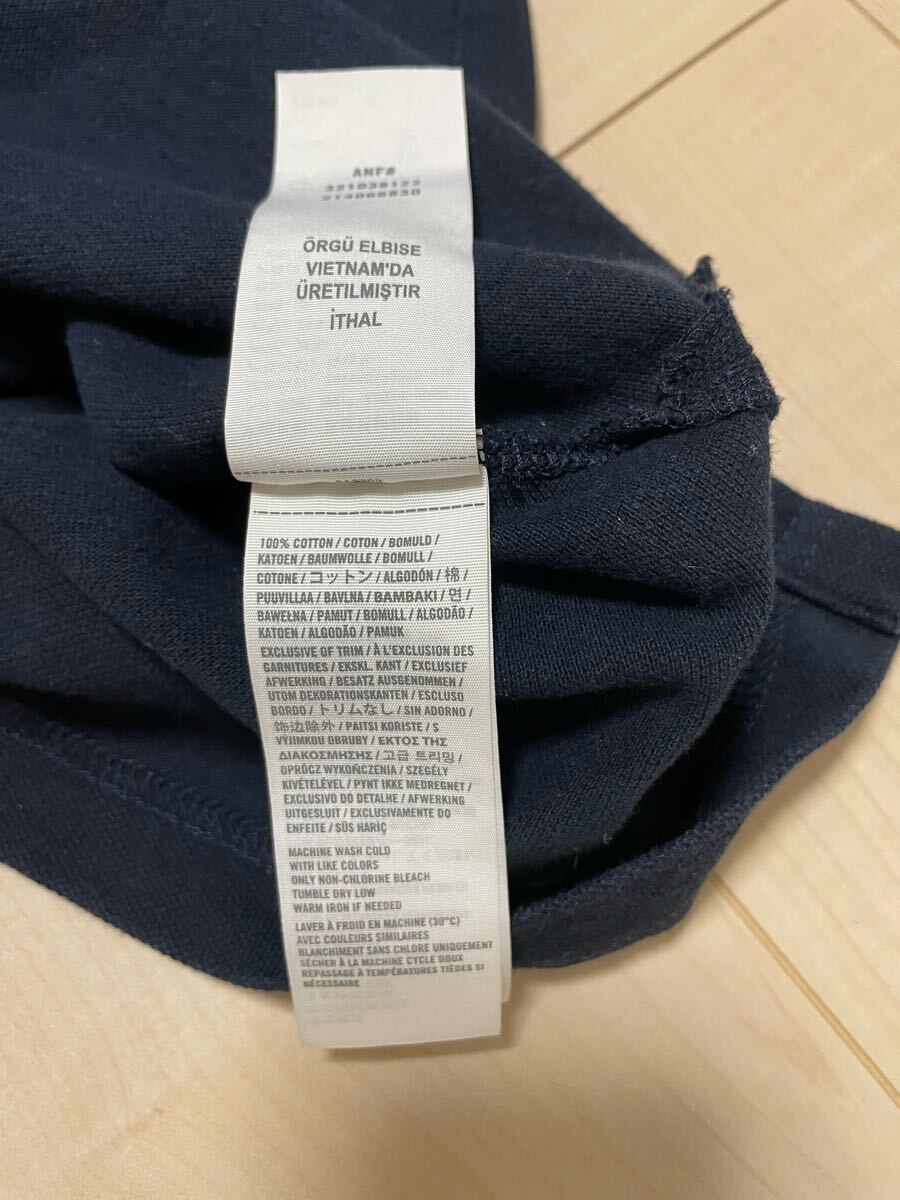 ANF#
ÖRGÜ ELBISE
VIETNAM'DA
ÜRETILMIŞTIR
İTHAL
100% COTTON / COTON / BOMULD /
KATOEN / BAUMWOLLE / BOMULL /
COTONE / コットン / ALGODÓN / 棉 /
PUUVILLAA / BAVLNA / BAMBAKI / 면 /
BAWEŁNA / PAMUT / BOMULL / ALGODÃO /
KATOEN / ALGODÃO / PAMUK
EXCLUSIVE OF TRIM / À L'EXCLUSION DES
GARNITURES / EKSKL. KANT / EXCLUSIEF
AFWERKING / BESATZ AUSGENOMMEN /
UTOM DEKORATIONSKANTEN / ESCLUSO
BORDO / トリムなし / SIN ADORNO /
饰边除外 / PAITSI KORISTE / S
VÝJIMKOU OBRUBY / ΕΚΤΟΣ ΤΗΣ
ΔΙΑΚΟΣΜΗΣΗΣ / 고급 트리밍 /
OPRÓCZ WYKOŃCZENIA / SZEGÉLY
KIVÉTELÉVEL / PYNT IKKE MEDREGNET /
EXCLUSIVO DO DETALHE / AFWERKING
UITGESLUIT / EXCLUSIVAMENTE DO
ENFEITE / SÜS HARIÇ
MACHINE WASH COLD
WITH LIKE COLORS
ONLY NON-CHLORINE BLEACH
TUMBLE DRY LOW
WARM IRON IF NEEDED
LAVER À FROID EN MACHINE (30°C)
AVEC COULEURS SIMILAIRES
BLANCHIMENT SANS CHLORE UNIQUEMENT
SÉCHER À LA MACHINE CYCLE DOUX
REPASSAGE À TEMPÉRATURES TIÈDES SI
NÉCESSAIRE